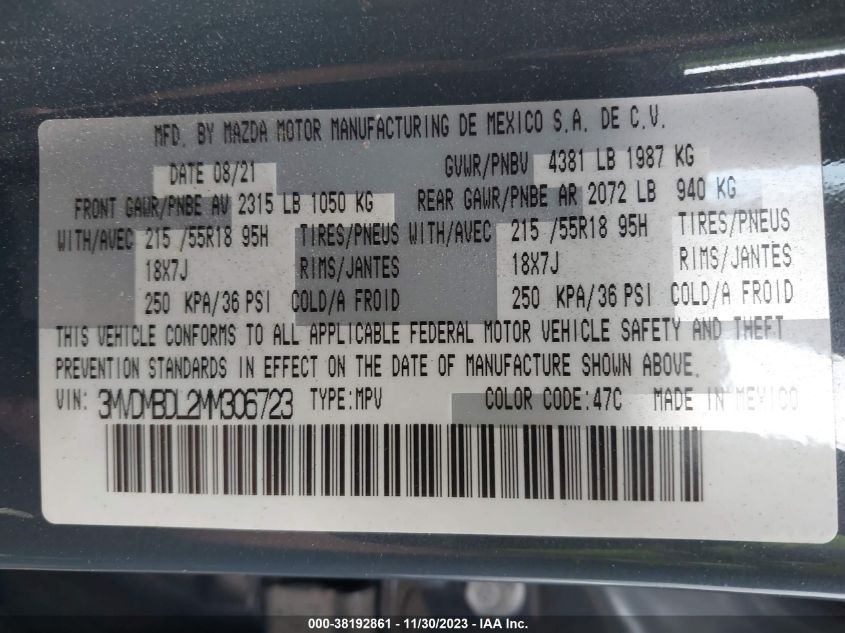 MFD. BY MAZDA MOTOR MANUFACTURING DE MEXICO S.A. DE C.V.
DATE 08/21 GVWR/PNBV 4381 LB 1987 KG
FRONT GAWR/PNBE AV 2315 LB 1050 KG REAR GAWR/PNBE AR 2072 LB 940 KG
WITH/AVEC 215 /55R18 95H TIRES/PNEUS WITH/AVEC 215 /55R18 95H TIRES/PNEUS
18X7J RIMS/JANTES 18X7J RIMS/JANTES
250 KPA/36 PSI COLD/A FROID 250 KPA/36 PSI COLD/A FROID
THIS VEHICLE CONFORMS TO ALL APPLICABLE FEDERAL MOTOR VEHICLE SAFETY AND THEFT
PREVENTION STANDARDS IN EFFECT ON THE DATE OF MANUFACTURE SHOWN ABOVE.
VIN: 3MVDMBDL2MM306723 TYPE:MPV COLOR CODE:47C MADE IN MEXICO
000-38192861 - 11/30/2023 - IAA Inc.